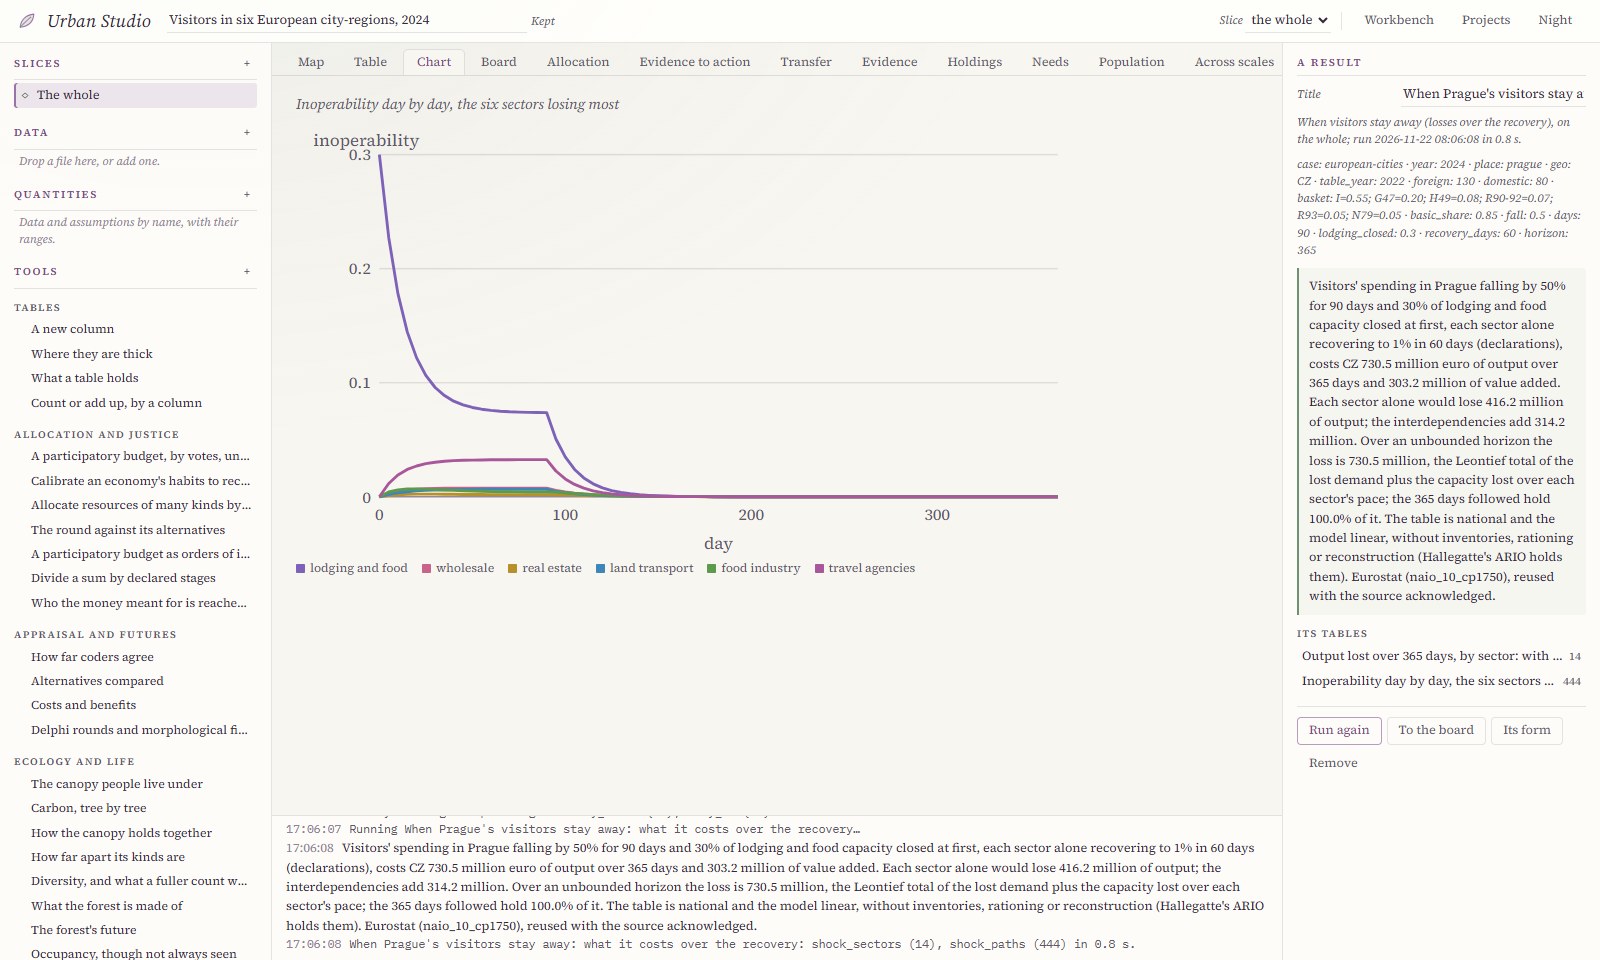 Urban Studio
Visitors in six European city-regions, 2024
Kept
Slice the whole
Workbench
Projects
Night
SLICES +
The whole
DATA +
Drop a file here, or add one.
QUANTITIES +
Data and assumptions by name, with their
ranges.
TOOLS +
TABLES
A new column
Where they are thick
What a table holds
Count or add up, by a column
ALLOCATION AND JUSTICE
A participatory budget, by votes, un...
Calibrate an economy's habits to rec...
Allocate resources of many kinds by...
The round against its alternatives
A participatory budget as orders of i...
Divide a sum by declared stages
Who the money meant for is reache...
APPRAISAL AND FUTURES
How far coders agree
Alternatives compared
Costs and benefits
Delphi rounds and morphological fi...
ECOLOGY AND LIFE
The canopy people live under
Carbon, tree by tree
How the canopy holds together
How far apart its kinds are
Diversity, and what a fuller count w...
What the forest is made of
The forest's future
Occupancy, though not always seen
Map Table Chart Board Allocation Evidence to action Transfer Evidence Holdings Needs Population Across scales
Inoperability day by day, the six sectors losing most
inoperability
0.3
0.2
0.1
0
0 100 200 300
day
lodging and food wholesale real estate land transport food industry travel agencies
17:06:07 Running When Prague's visitors stay away: what it costs over the recovery…
17:06:08 Visitors' spending in Prague falling by 50% for 90 days and 30% of lodging and food capacity closed at first, each sector alone recovering to 1% in 60 days
(declarations), costs CZ 730.5 million euro of output over 365 days and 303.2 million of value added. Each sector alone would lose 416.2 million of output; the
interdependencies add 314.2 million. Over an unbounded horizon the loss is 730.5 million, the Leontief total of the lost demand plus the capacity lost over each
sector's pace; the 365 days followed hold 100.0% of it. The table is national and the model linear, without inventories, rationing or reconstruction (Hallegatte's ARIO
holds them). Eurostat (naio_10_cp1750), reused with the source acknowledged.
17:06:08 When Prague's visitors stay away: what it costs over the recovery: shock_sectors (14), shock_paths (444) in 0.8 s.
A RESULT
Title When Prague's visitors stay a
When visitors stay away (losses over the recovery), on
the whole; run 2026-11-22 08:06:08 in 0.8 s.
case: european-cities · year: 2024 · place: prague · geo:
CZ · table_year: 2022 · foreign: 130 · domestic: 80 ·
basket: I=0.55; G47=0.20; H49=0.08; R90-92=0.07;
R93=0.05; N79=0.05 · basic_share: 0.85 · fall: 0.5 · days:
90 · lodging_closed: 0.3 · recovery_days: 60 · horizon:
365
Visitors' spending in Prague falling by 50%
for 90 days and 30% of lodging and food
capacity closed at first, each sector alone
recovering to 1% in 60 days (declarations),
costs CZ 730.5 million euro of output over
365 days and 303.2 million of value added.
Each sector alone would lose 416.2 million
of output; the interdependencies add 314.2
million. Over an unbounded horizon the
loss is 730.5 million, the Leontief total of the
lost demand plus the capacity lost over each
sector's pace; the 365 days followed hold
100.0% of it. The table is national and the
model linear, without inventories, rationing
or reconstruction (Hallegatte's ARIO holds
them). Eurostat (naio_10_cp1750), reused
with the source acknowledged.
ITS TABLES
Output lost over 365 days, by sector: with ... 14
Inoperability day by day, the six sectors ... 444
Run again
To the board
Its form
Remove